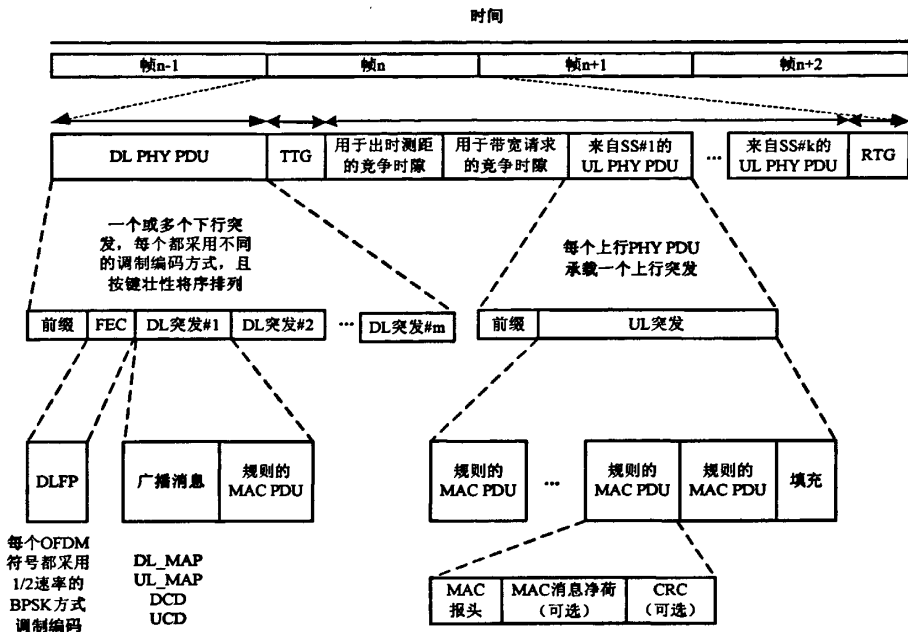 时间
帧n-1
帧n
帧n+1
帧n+2
DL PHY PDU
TTG
用于出时测距
的竞争时隙
用于带宽请求
的竞争时隙
来自SS#1的
UL PHY PDU
...
来自SS#k的
UL PHY PDU
RTG
一个或多个下行突
发，每个都采用不同
的调制编码方式，且
按键壮性将序排列
每个上行PHY PDU
承载一个上行突发
前缀
FEC
DL突发#1
DL突发#2
...
DL突发#m
前缀
UL突发
DLFP
广播消息
规则的
MAC PDU
规则的
MAC PDU
...
规则的
MAC PDU
规则的
MAC PDU
填充
每个OFDM
符号都采用
1/2速率的
BPSK方式
调制编码
DL_MAP
UL_MAP
DCD
UCD
MAC
报头
MAC消息净荷
（可选）
CRC
（可选）